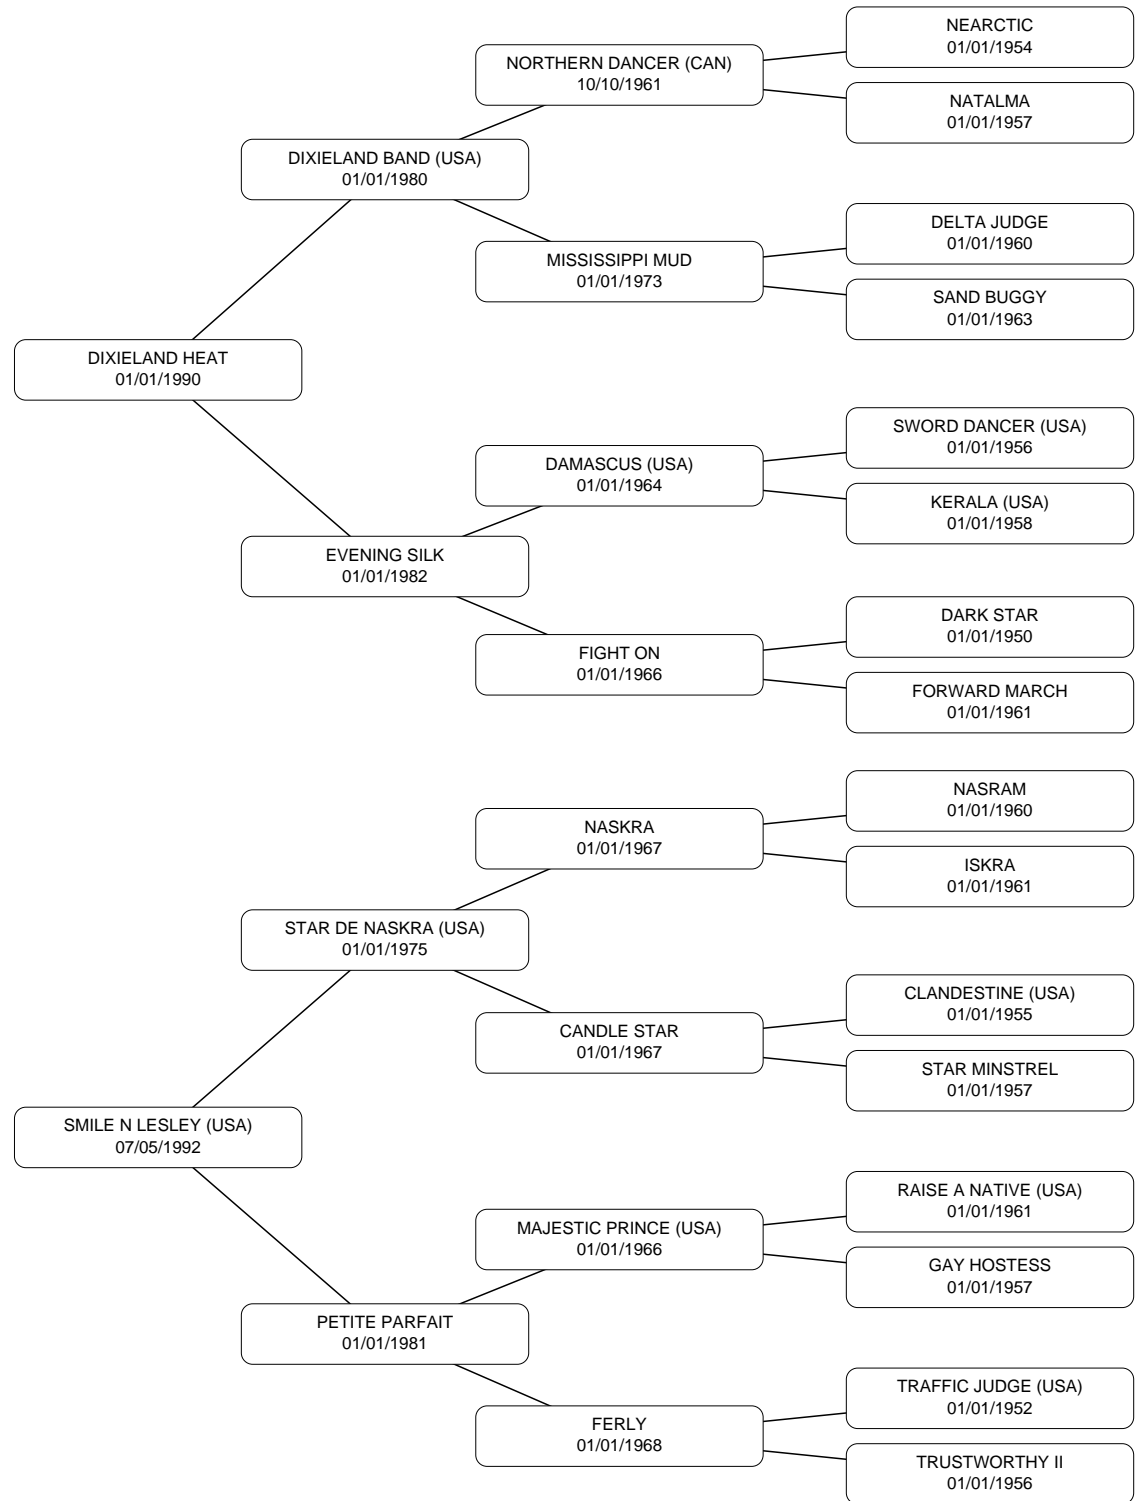 NEARCTIC
01/01/1954
NORTHERN DANCER (CAN)
10/10/1961
NATALMA
01/01/1957
DIXIELAND BAND (USA)
01/01/1980
DELTA JUDGE
01/01/1960
MISSISSIPPI MUD
01/01/1973
SAND BUGGY
01/01/1963
DIXIELAND HEAT
01/01/1990
SWORD DANCER (USA)
01/01/1956
DAMASCUS (USA)
01/01/1964
KERALA (USA)
01/01/1958
EVENING SILK
01/01/1982
DARK STAR
01/01/1950
FIGHT ON
01/01/1966
FORWARD MARCH
01/01/1961
NASRAM
01/01/1960
NASKRA
01/01/1967
ISKRA
01/01/1961
STAR DE NASKRA (USA)
01/01/1975
CLANDESTINE (USA)
01/01/1955
CANDLE STAR
01/01/1967
STAR MINSTREL
01/01/1957
SMILE N LESLEY (USA)
07/05/1992
RAISE A NATIVE (USA)
01/01/1961
MAJESTIC PRINCE (USA)
01/01/1966
GAY HOSTESS
01/01/1957
PETITE PARFAIT
01/01/1981
TRAFFIC JUDGE (USA)
01/01/1952
FERLY
01/01/1968
TRUSTWORTHY II
01/01/1956